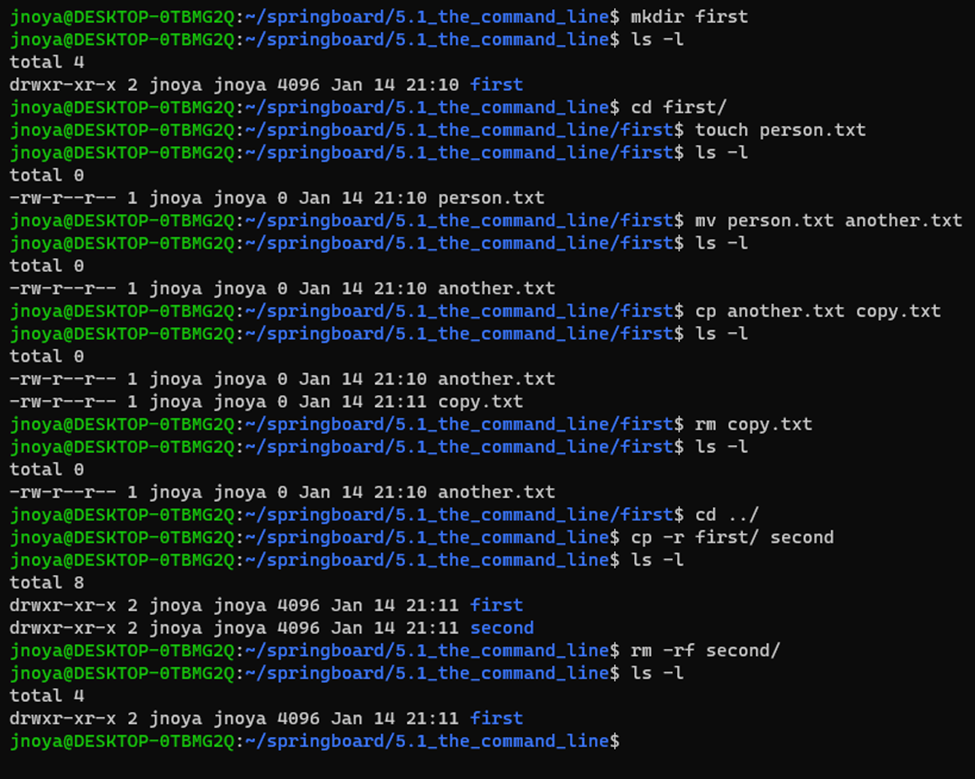 jnoya@DESKTOP-0TBMG2Q:~/springboard/5.1_the_command_line$ mkdir first
jnoya@DESKTOP-0TBMG2Q:~/springboard/5.1_the_command_line$ ls -l
total 4
drwxr-xr-x 2 jnoya jnoya 4096 Jan 14 21:10 first
jnoya@DESKTOP-0TBMG2Q:~/springboard/5.1_the_command_line$ cd first/
jnoya@DESKTOP-0TBMG2Q:~/springboard/5.1_the_command_line/first$ touch person.txt
jnoya@DESKTOP-0TBMG2Q:~/springboard/5.1_the_command_line/first$ ls -l
total 0
-rw-r--r-- 1 jnoya jnoya 0 Jan 14 21:10 person.txt
jnoya@DESKTOP-0TBMG2Q:~/springboard/5.1_the_command_line/first$ mv person.txt another.txt
jnoya@DESKTOP-0TBMG2Q:~/springboard/5.1_the_command_line/first$ ls -l
total 0
-rw-r--r-- 1 jnoya jnoya 0 Jan 14 21:10 another.txt
jnoya@DESKTOP-0TBMG2Q:~/springboard/5.1_the_command_line/first$ cp another.txt copy.txt
jnoya@DESKTOP-0TBMG2Q:~/springboard/5.1_the_command_line/first$ ls -l
total 0
-rw-r--r-- 1 jnoya jnoya 0 Jan 14 21:10 another.txt
-rw-r--r-- 1 jnoya jnoya 0 Jan 14 21:11 copy.txt
jnoya@DESKTOP-0TBMG2Q:~/springboard/5.1_the_command_line/first$ rm copy.txt
jnoya@DESKTOP-0TBMG2Q:~/springboard/5.1_the_command_line/first$ ls -l
total 0
-rw-r--r-- 1 jnoya jnoya 0 Jan 14 21:10 another.txt
jnoya@DESKTOP-0TBMG2Q:~/springboard/5.1_the_command_line/first$ cd ../
jnoya@DESKTOP-0TBMG2Q:~/springboard/5.1_the_command_line$ cp -r first/ second
jnoya@DESKTOP-0TBMG2Q:~/springboard/5.1_the_command_line$ ls -l
total 8
drwxr-xr-x 2 jnoya jnoya 4096 Jan 14 21:11 first
drwxr-xr-x 2 jnoya jnoya 4096 Jan 14 21:11 second
jnoya@DESKTOP-0TBMG2Q:~/springboard/5.1_the_command_line$ rm -rf second/
jnoya@DESKTOP-0TBMG2Q:~/springboard/5.1_the_command_line$ ls -l
total 4
drwxr-xr-x 2 jnoya jnoya 4096 Jan 14 21:11 first
jnoya@DESKTOP-0TBMG2Q:~/springboard/5.1_the_command_line$